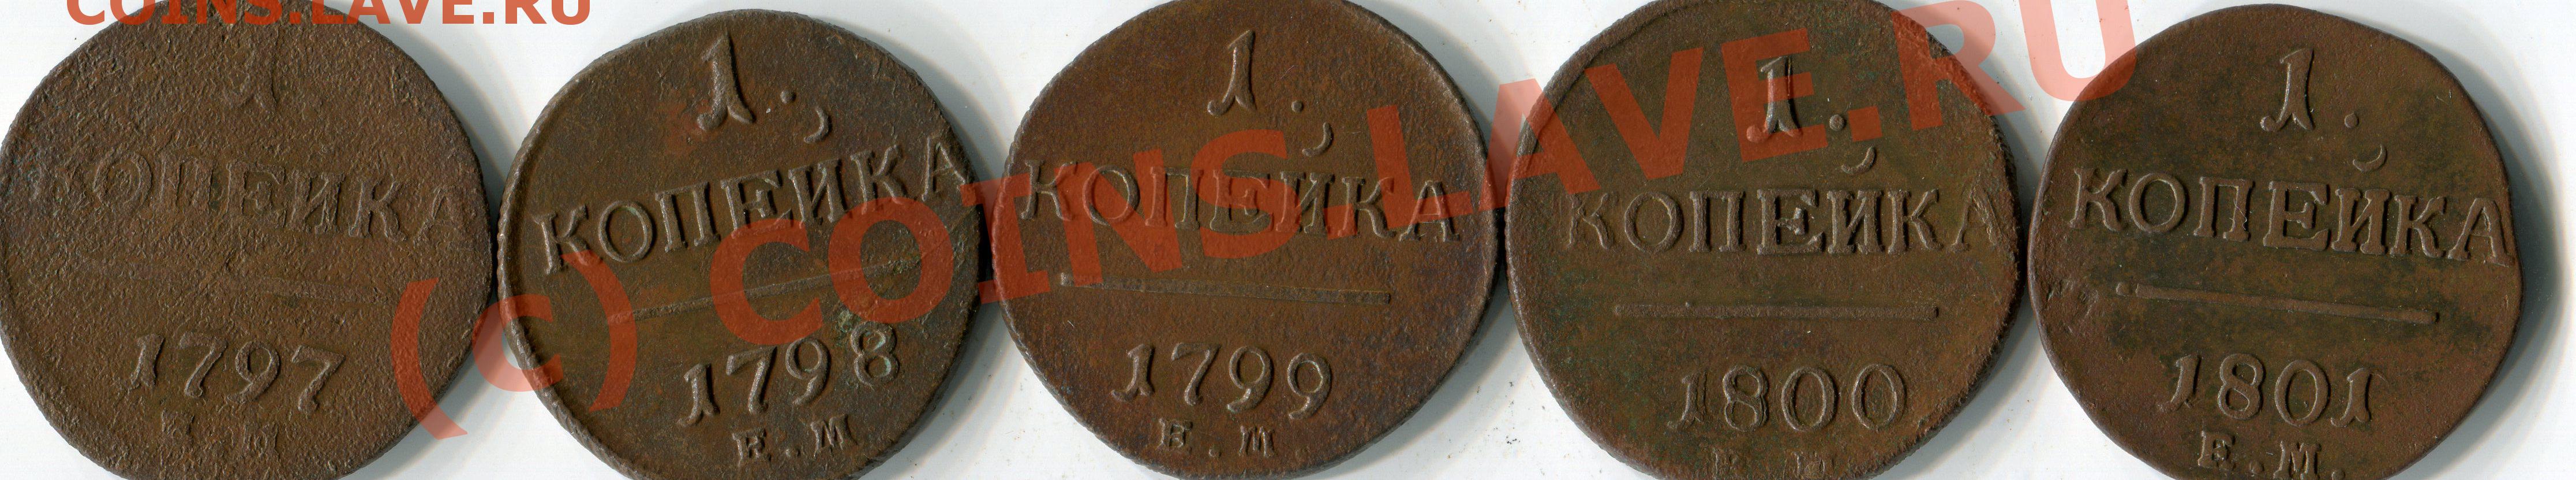 COINS.LAVE.RU
1
КОПЕЙКА
1797
Е.М
1.
КОПЕЙКА
1798
Е.М
1.
КОПЕЙКА
1799
Е.М
1.
КОПЕЙКА
1800
Е.М
1.
КОПЕЙКА
1801
Е.М.
(c) COINS.LAVE.RU